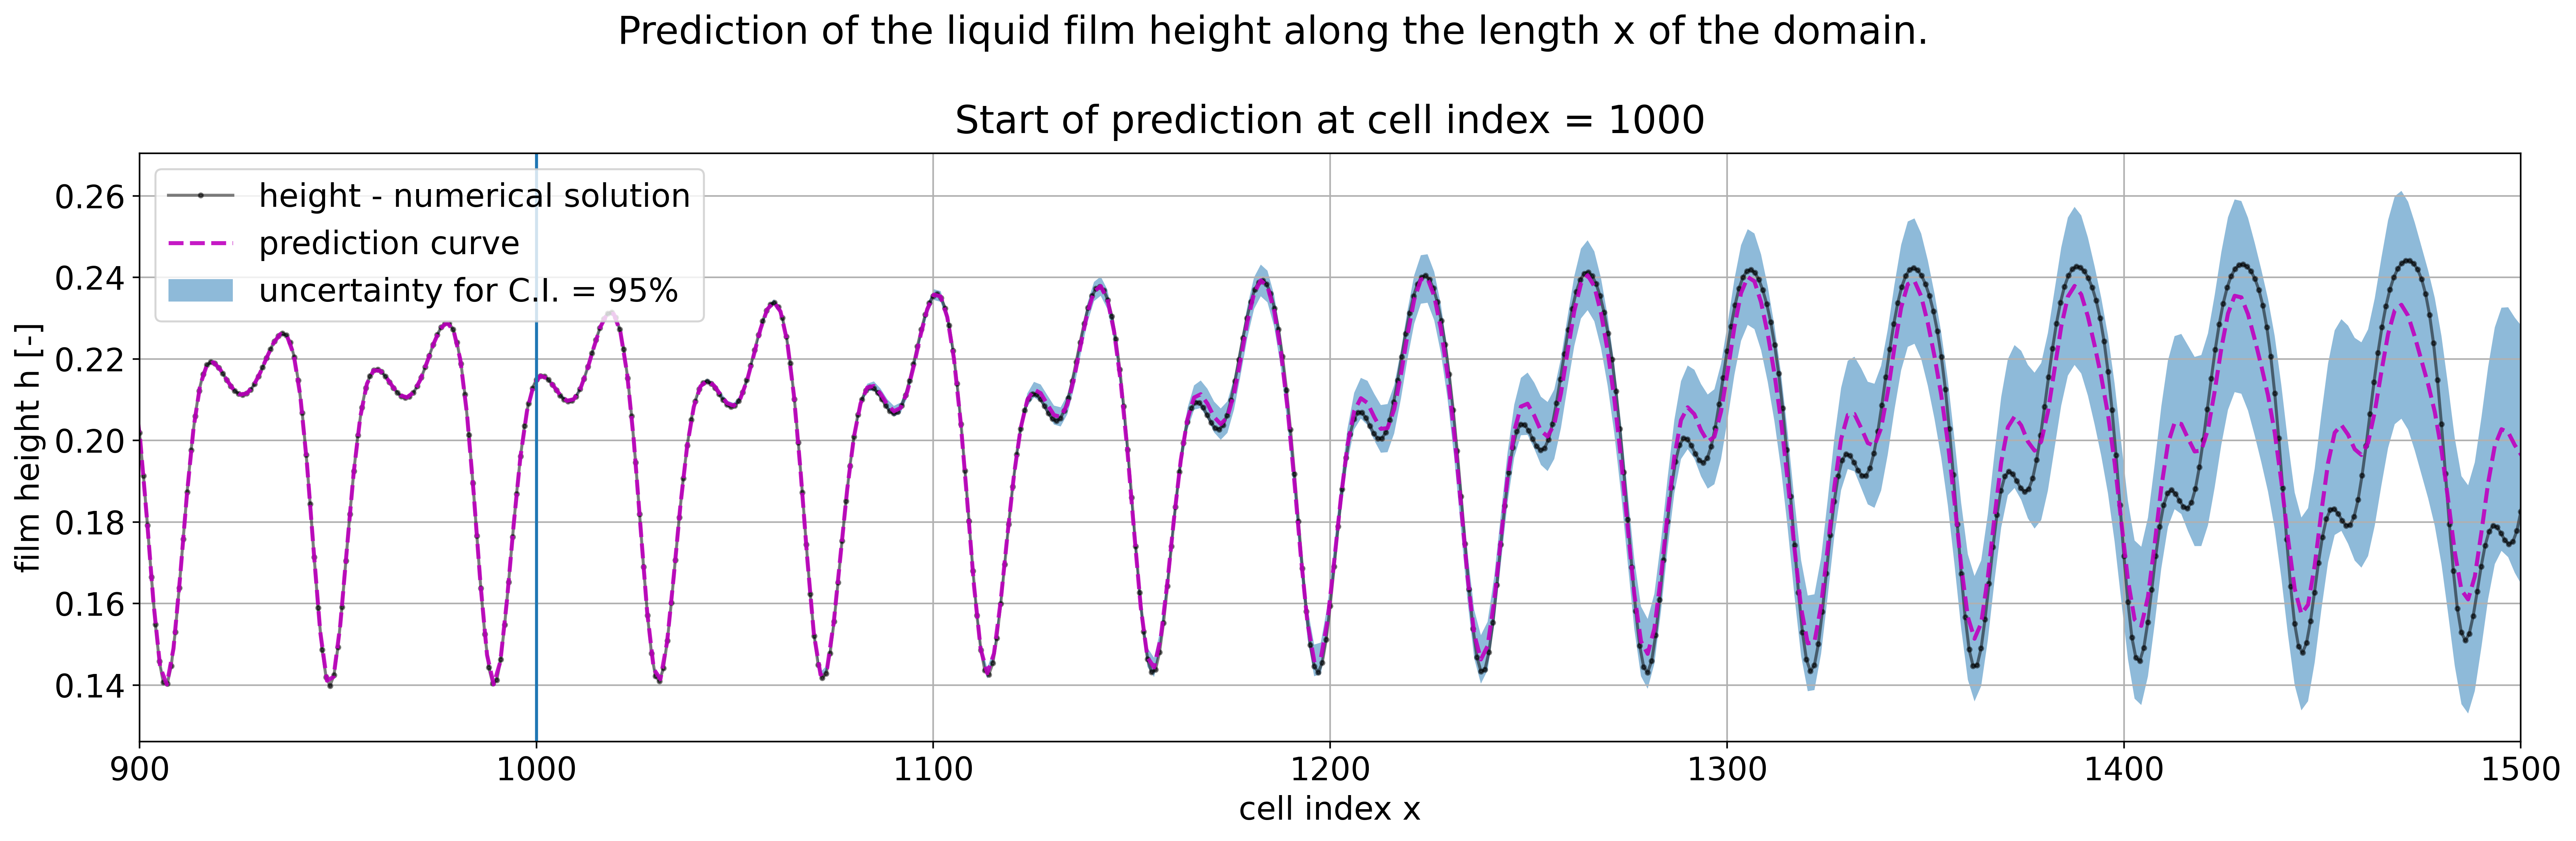 Prediction of the liquid film height along the length x of the domain.
Start of prediction at cell index = 1000
height - numerical solution
prediction curve
uncertainty for C.I. = 95%
film height h [-]
0.26
0.24
0.22
0.20
0.18
0.16
0.14
900 1000 1100 1200 1300 1400 1500
cell index x